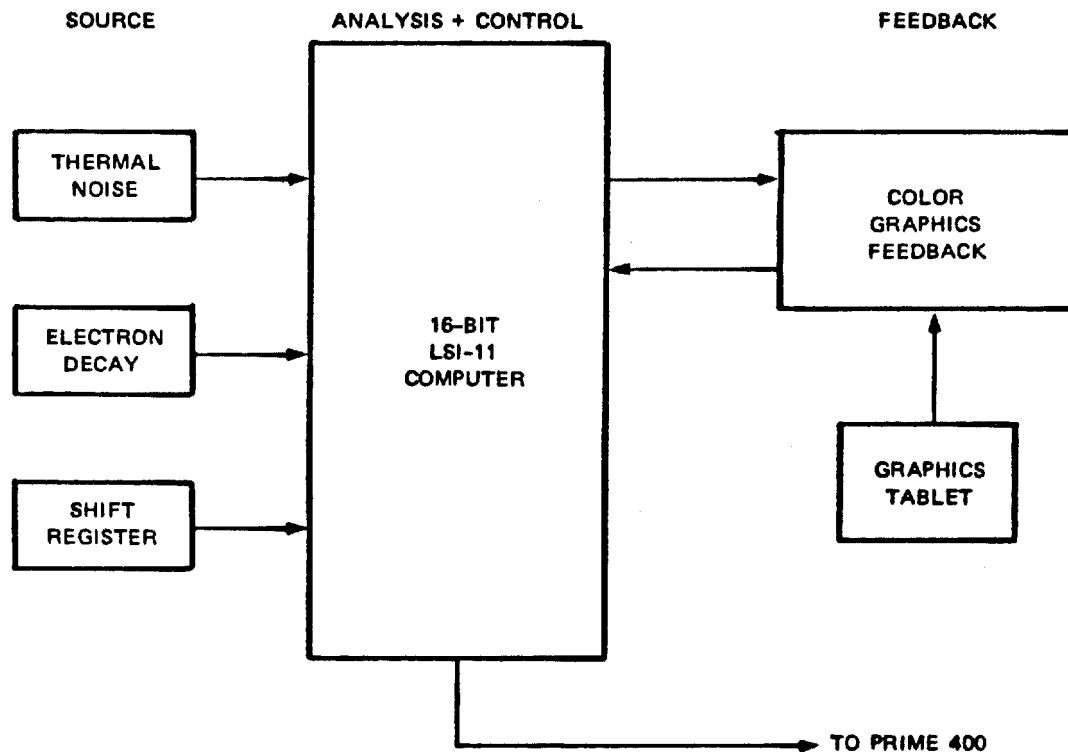 SOURCE
ANALYSIS + CONTROL
FEEDBACK
THERMAL
NOISE
ELECTRON
DECAY
SHIFT
REGISTER
16-BIT
LSI-11
COMPUTER
COLOR
GRAPHICS
FEEDBACK
GRAPHICS
TABLET
TO PRIME 400